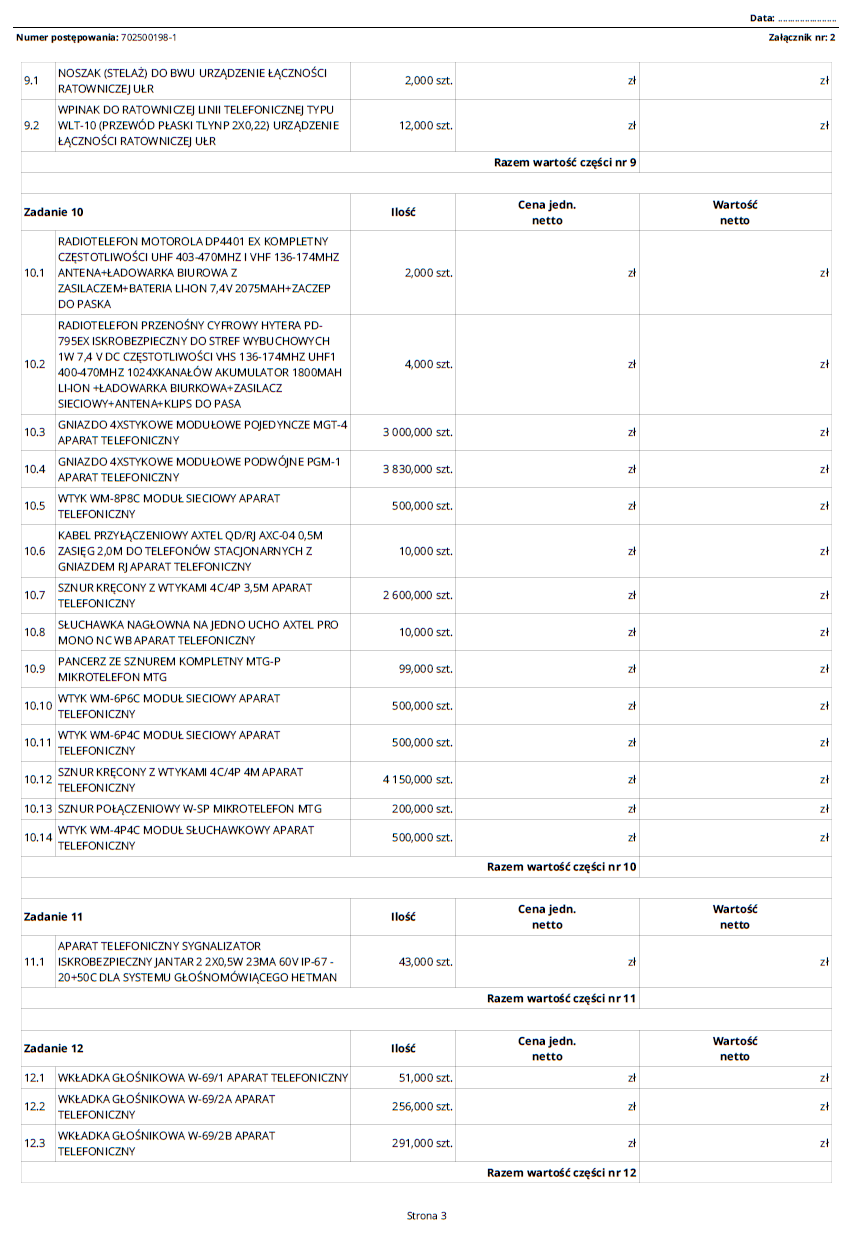 Data: ........................
Numer postępowania: 702500198-1
Załącznik nr: 2
9.1 NOSZAK (STELAŻ) DO BWU URZĄDZENIE ŁĄCZNOŚCI
RATOWNICZEJ UŁR 2,000 szt. zł zł
9.2 WPINAK DO RATOWNICZEJ LINII TELEFONICZNEJ TYPU
WLT-10 (PRZEWÓD PŁASKI TLYNP 2X0,22) URZĄDZENIE
ŁĄCZNOŚCI RATOWNICZEJ UŁR 12,000 szt. zł zł
Razem wartość części nr 9
Zadanie 10 Ilość Cena jedn.
netto Wartość
netto
10.1 RADIOTELEFON MOTOROLA DP4401 EX KOMPLETNY
CZĘSTOTLIWOŚCI UHF 403-470MHZ I VHF 136-174MHZ
ANTENA+ŁADOWARKA BIUROWA Z
ZASILACZEM+BATERIA LI-ION 7,4V 2075MAH+ZACZEP
DO PASKA 2,000 szt. zł zł
10.2 RADIOTELEFON PRZENOŚNY CYFROWY HYTERA PD-
795EX ISKROBEZPIECZNY DO STREF WYBUCHOWYCH
1W 7,4 V DC CZĘSTOTLIWOŚCI VHS 136-174MHZ UHF1
400-470MHZ 1024XKANAŁÓW AKUMULATOR 1800MAH
LI-ION +ŁADOWARKA BIURKOWA+ZASILACZ
SIECIOWY+ANTENA+KLIPS DO PASA 4,000 szt. zł zł
10.3 GNIAZDO 4XSTYKOWE MODUŁOWE POJEDYNCZE MGT-4
APARAT TELEFONICZNY 3 000,000 szt. zł zł
10.4 GNIAZDO 4XSTYKOWE MODUŁOWE PODWÓJNE PGM-1
APARAT TELEFONICZNY 3 830,000 szt. zł zł
10.5 WTYK WM-8P8C MODUŁ SIECIOWY APARAT
TELEFONICZNY 500,000 szt. zł zł
10.6 KABEL PRZYŁĄCZENIOWY AXTEL QD/RJ AXC-04 0,5M
ZASIĘG 2,0M DO TELEFONÓW STACJONARNYCH Z
GNIAZDEM RJ APARAT TELEFONICZNY 10,000 szt. zł zł
10.7 SZNUR KRĘCONY Z WTYKAMI 4C/4P 3,5M APARAT
TELEFONICZNY 2 600,000 szt. zł zł
10.8 SŁUCHAWKA NAGŁOWNA NA JEDNO UCHO AXTEL PRO
MONO NC WB APARAT TELEFONICZNY 10,000 szt. zł zł
10.9 PANCERZ ZE SZNUREM KOMPLETNY MTG-P
MIKROTELEFON MTG 99,000 szt. zł zł
10.10 WTYK WM-6P6C MODUŁ SIECIOWY APARAT
TELEFONICZNY 500,000 szt. zł zł
10.11 WTYK WM-6P4C MODUŁ SIECIOWY APARAT
TELEFONICZNY 500,000 szt. zł zł
10.12 SZNUR KRĘCONY Z WTYKAMI 4C/4P 4M APARAT
TELEFONICZNY 4 150,000 szt. zł zł
10.13 SZNUR POŁĄCZENIOWY W-SP MIKROTELEFON MTG 200,000 szt. zł zł
10.14 WTYK WM-4P4C MODUŁ SŁUCHAWKOWY APARAT
TELEFONICZNY 500,000 szt. zł zł
Razem wartość części nr 10
Zadanie 11 Ilość Cena jedn.
netto Wartość
netto
11.1 APARAT TELEFONICZNY SYGNALIZATOR
ISKROBEZPIECZNY JANTAR 2 2X0,5W 23MA 60V IP-67 -
20+50C DLA SYSTEMU GŁOŚNOMÓWIĄCEGO HETMAN 43,000 szt. zł zł
Razem wartość części nr 11
Zadanie 12 Ilość Cena jedn.
netto Wartość
netto
12.1 WKŁADKA GŁOŚNIKOWA W-69/1 APARAT TELEFONICZNY 51,000 szt. zł zł
12.2 WKŁADKA GŁOŚNIKOWA W-69/2A APARAT
TELEFONICZNY 256,000 szt. zł zł
12.3 WKŁADKA GŁOŚNIKOWA W-69/2B APARAT
TELEFONICZNY 291,000 szt. zł zł
Razem wartość części nr 12
Strona 3